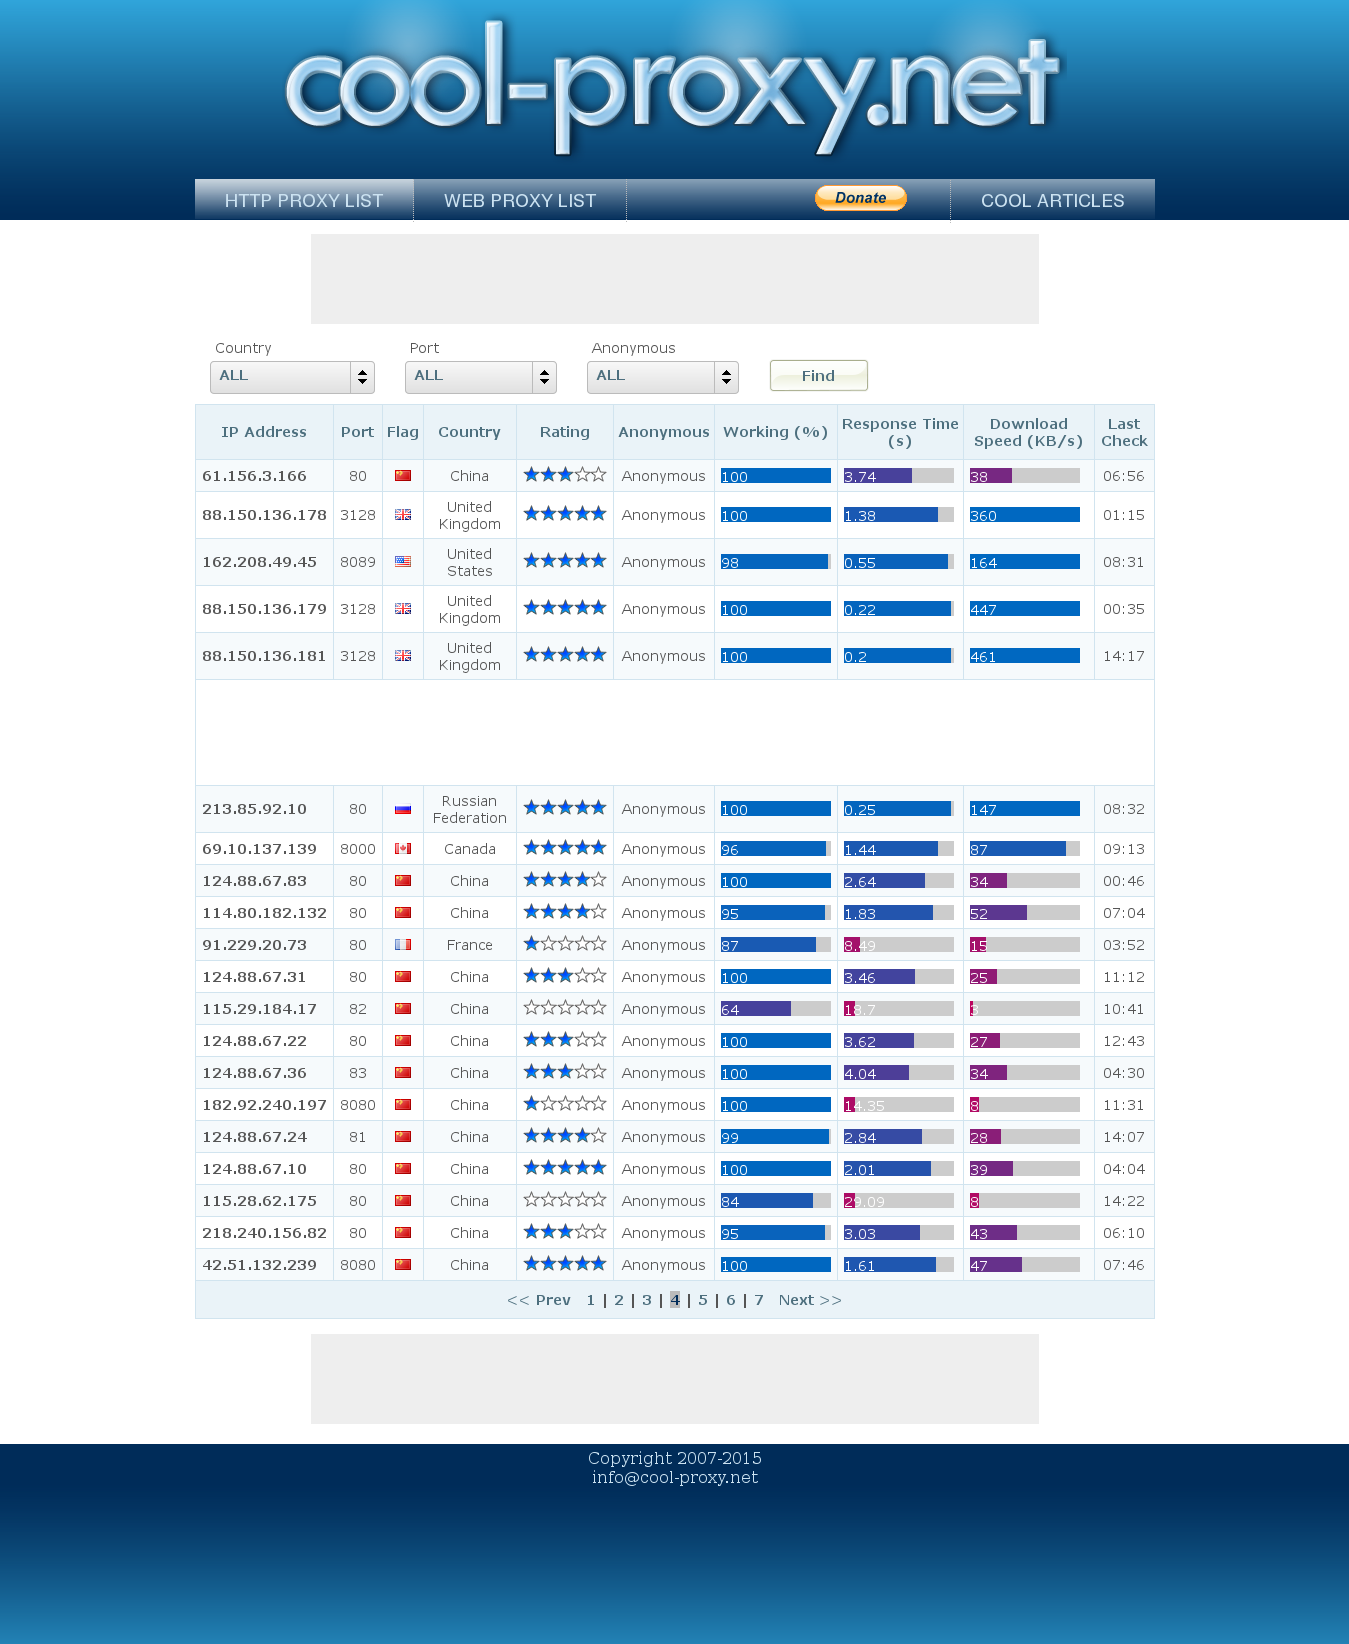 cool-proxy.net
HTTP PROXY LIST WEB PROXY LIST Donate COOL ARTICLES
Country Port Anonymous
ALL ALL ALL Find
IP Address Port Flag Country Rating Anonymous Working (%) Response Time (s) Download Speed (KB/s) Last Check
61.156.3.166 80 China Anonymous 100 3.74 38 06:56
88.150.136.178 3128 United Kingdom Anonymous 100 1.38 360 01:15
162.208.49.45 8089 United States Anonymous 98 0.55 164 08:31
88.150.136.179 3128 United Kingdom Anonymous 100 0.22 447 00:35
88.150.136.181 3128 United Kingdom Anonymous 100 0.2 461 14:17
213.85.92.10 80 Russian Federation Anonymous 100 0.25 147 08:32
69.10.137.139 8000 Canada Anonymous 96 1.44 87 09:13
124.88.67.83 80 China Anonymous 100 2.64 34 00:46
114.80.182.132 80 China Anonymous 95 1.83 52 07:04
91.229.20.73 80 France Anonymous 87 8.49 15 03:52
124.88.67.31 80 China Anonymous 100 3.46 25 11:12
115.29.184.17 82 China Anonymous 64 18.7 3 10:41
124.88.67.22 80 China Anonymous 100 3.62 27 12:43
124.88.67.36 83 China Anonymous 100 4.04 34 04:30
182.92.240.197 8080 China Anonymous 100 14.35 8 11:31
124.88.67.24 81 China Anonymous 99 2.84 28 14:07
124.88.67.10 80 China Anonymous 100 2.01 39 04:04
115.28.62.175 80 China Anonymous 84 29.09 8 14:22
218.240.156.82 80 China Anonymous 95 3.03 43 06:10
42.51.132.239 8080 China Anonymous 100 1.61 47 07:46
<< Prev 1 | 2 | 3 | 4 | 5 | 6 | 7 Next >>
Copyright 2007-2015
info@cool-proxy.net